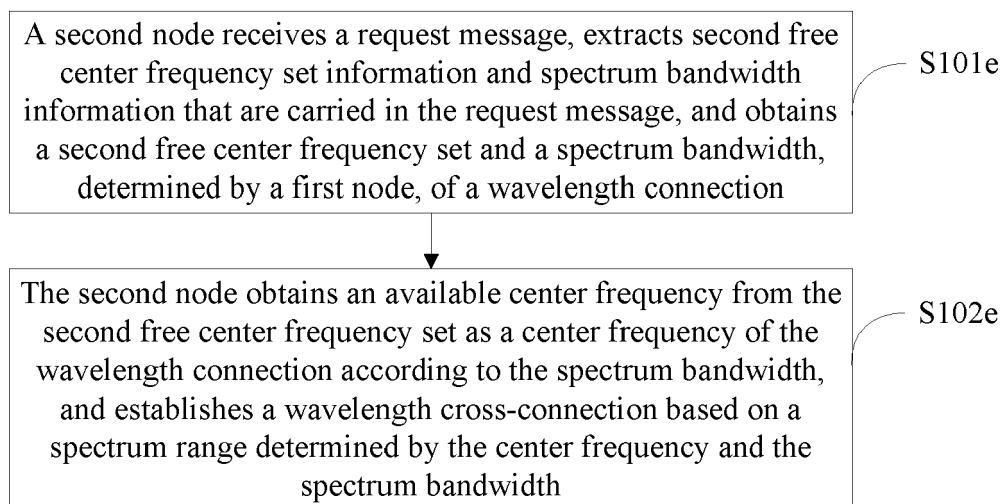 A second node receives a request message, extracts second free
center frequency set information and spectrum bandwidth
information that are carried in the request message, and obtains
a second free center frequency set and a spectrum bandwidth,
determined by a first node, of a wavelength connection
S101e
The second node obtains an available center frequency from the
second free center frequency set as a center frequency of the
wavelength connection according to the spectrum bandwidth,
and establishes a wavelength cross-connection based on a
spectrum range determined by the center frequency and the
spectrum bandwidth
S102e